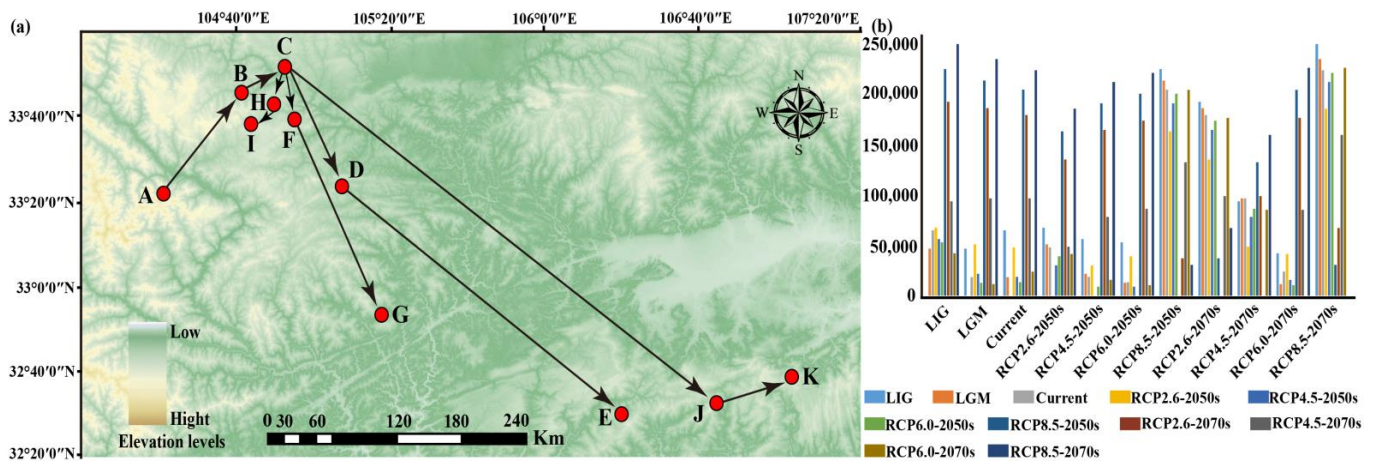 (a)
104°40′0″E 105°20′0″E 106°00′0″E 106°40′0″E 107°20′0″E
33°40′0″N
33°20′0″N
33°0′0″N
32°40′0″N
32°20′0″N
C
B
H
I
F
A
D
G
E
J
K
N
W E
S
Low
Hight
Elevation levels
0 30 60 120 180 240
Km
(b)
250,000
200,000
150,000
100,000
50,000
0
LIG
LGM
Current
RCP2.6-2050s
RCP4.5-2050s
RCP6.0-2050s
RCP8.5-2050s
RCP2.6-2070s
RCP4.5-2070s
RCP6.0-2070s
RCP8.5-2070s
LIG LGM Current RCP2.6-2050s RCP4.5-2050s
RCP6.0-2050s RCP8.5-2050s RCP2.6-2070s RCP4.5-2070s
RCP6.0-2070s RCP8.5-2070s